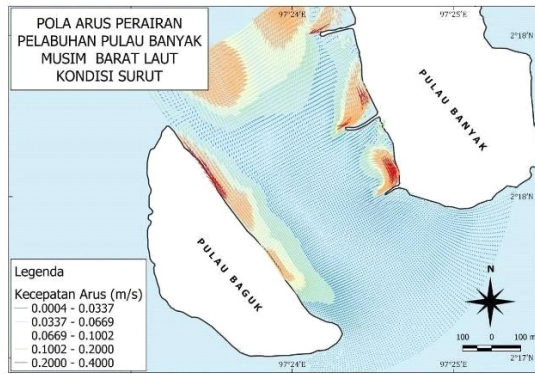 POLA ARUS PERAIRAN
PELABUHAN PULAU BANYAK
MUSIM BARAT LAUT
KONDISI SURUT
97°24'E
97°25'E
2°18'N
PULAU BANYAK
2°18'N
PULAU BAGUK
Legenda
Kecepatan Arus (m/s)
0.0004 - 0.0337
0.0337 - 0.0669
0.0669 - 0.1002
0.1002 - 0.2000
0.2000 - 0.4000
N
100 0 100 m
2°17'N
97°24'E
97°25'E